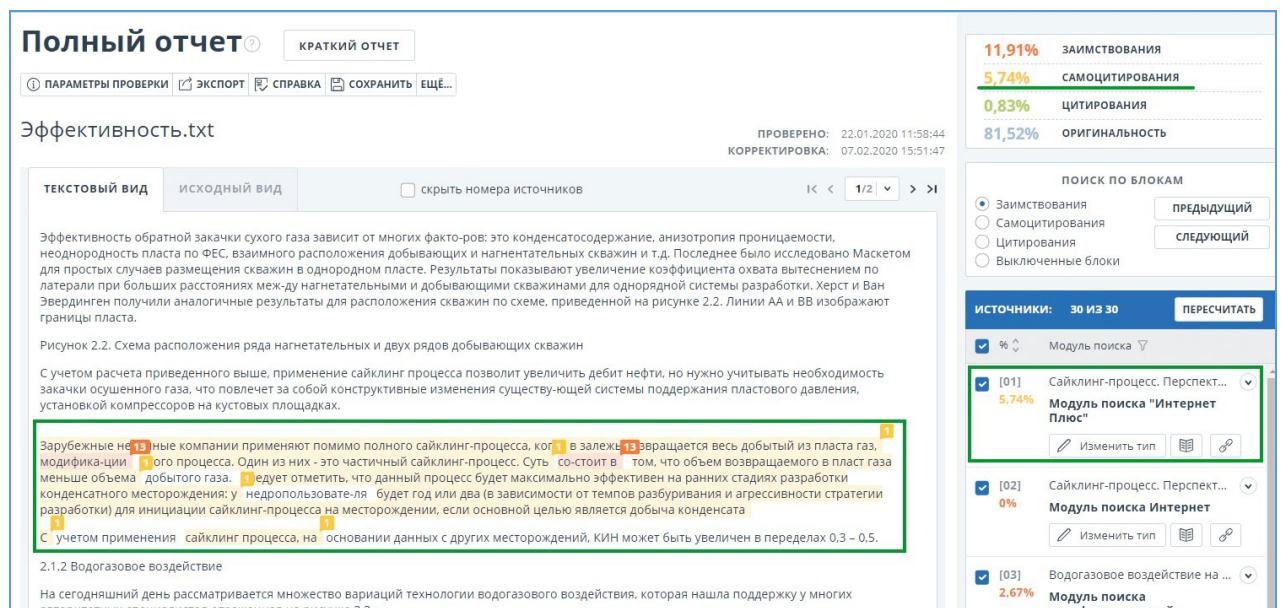 Полный отчет ? КРАТКИЙ ОТЧЕТ
ПАРАМЕТРЫ ПРОВЕРКИ ЭКСПОРТ СПРАВКА СОХРАНИТЬ ЕЩЁ...
Эффективность.txt
ПРОВЕРЕНО: 22.01.2020 11:58:44
КОРРЕКТИРОВКА: 07.02.2020 15:51:47
ТЕКСТОВЫЙ ВИД ИСХОДНЫЙ ВИД скрыть номера источников 1/2
Эффективность обратной закачки сухого газа зависит от многих факто-ров: это конденсатосодержание, анизотропия проницаемости,
неоднородность пласта по ФЕС, взаимного расположения добывающих и нагнентательных скважин и т.д. Последнее было исследовано Маскетом
для простых случаев размещения скважин в однородном пласте. Результаты показывают увеличение коэффициента охвата вытеснением по
латерали при больших расстояниях меж-ду нагнетательными и добывающими скважинами для однорядной системы разработки. Херст и Ван
Эвердинген получили аналогичные результаты для расположения скважин по схеме, приведенной на рисунке 2.2. Линии АА и ВВ изображают
границы пласта.
Рисунок 2.2. Схема расположения ряда нагнетательных и двух рядов добывающих скважин
С учетом расчета приведенного выше, применение сайклинг процесса позволит увеличить дебит нефти, но нужно учитывать необходимость
закачки осушенного газа, что повлечет за собой конструктивные изменения существу-ющей системы поддержания пластового давления,
установкой компрессоров на кустовых площадках.
1
Зарубежные 13 компании применяют помимо полного сайклинг-процесса, 1 в 13 весь добытый из пласта газ,
модифика-ции 1 процесса. Один из них - это частичный сайклинг-процесс. Суть со-стоит в том, что объем возвращаемого в пласт газа
меньше объема добытого газа. 1 отметить, что данный процесс будет максимально эффективен на ранних стадиях разработки
конденсатного месторождения: у недропользовате-ля будет год или два (в зависимости от темпов разбуривания и агрессивности стратегии
разработки) для инициации сайклинг-процесса на месторождении, если основной целью является добыча конденсата
1 1
С учетом применения сайклинг процесса, на основании данных с других месторождений, КИН может быть увеличен в переделах 0,3 – 0,5.
2.1.2 Водогазовое воздействие
На сегодняшний день рассматривается множество вариаций технологии водогазового воздействия, которая нашла поддержку у многих
11,91% ЗАИМСТВОВАНИЯ
5,74% САМОЦИТИРОВАНИЯ
0,83% ЦИТИРОВАНИЯ
81,52% ОРИГИНАЛЬНОСТЬ
ПОИСК ПО БЛОКАМ
Заимствования ПРЕДЫДУЩИЙ
Самоцитирования
Цитирования СЛЕДУЮЩИЙ
Выключенные блоки
ИСТОЧНИКИ: 30 ИЗ 30 ПЕРЕСЧИТАТЬ
% Модуль поиска
[01] Сайклинг-процесс. Перспект...
5,74% Модуль поиска "Интернет
Плюс"
Изменить тип
[02] Сайклинг-процесс. Перспект...
0% Модуль поиска Интернет
Изменить тип
[03] Водогазовое воздействие на ...
2,67% Модуль поиска